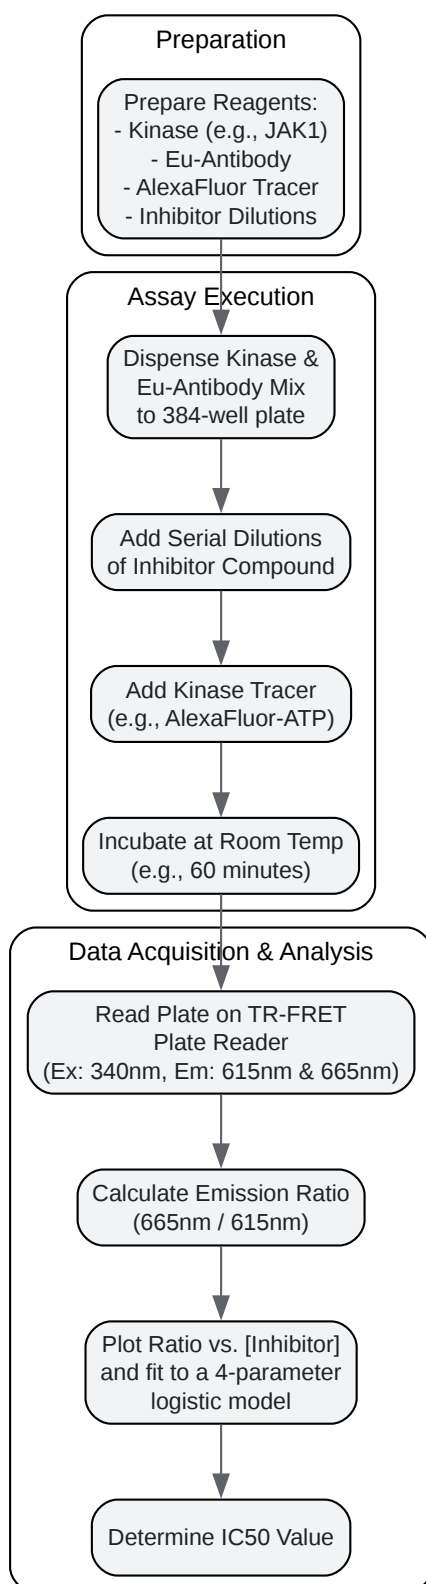 Preparation
Prepare Reagents:
- Kinase (e.g., JAK1)
- Eu-Antibody
- AlexaFluor Tracer
- Inhibitor Dilutions
Assay Execution
Dispense Kinase &
Eu-Antibody Mix
to 384-well plate
Add Serial Dilutions
of Inhibitor Compound
Add Kinase Tracer
(e.g., AlexaFluor-ATP)
Incubate at Room Temp
(e.g., 60 minutes)
Data Acquisition & Analysis
Read Plate on TR-FRET
Plate Reader
(Ex: 340nm, Em: 615nm & 665nm)
Calculate Emission Ratio
(665nm / 615nm)
Plot Ratio vs. [Inhibitor]
and fit to a 4-parameter
logistic model
Determine IC50 Value